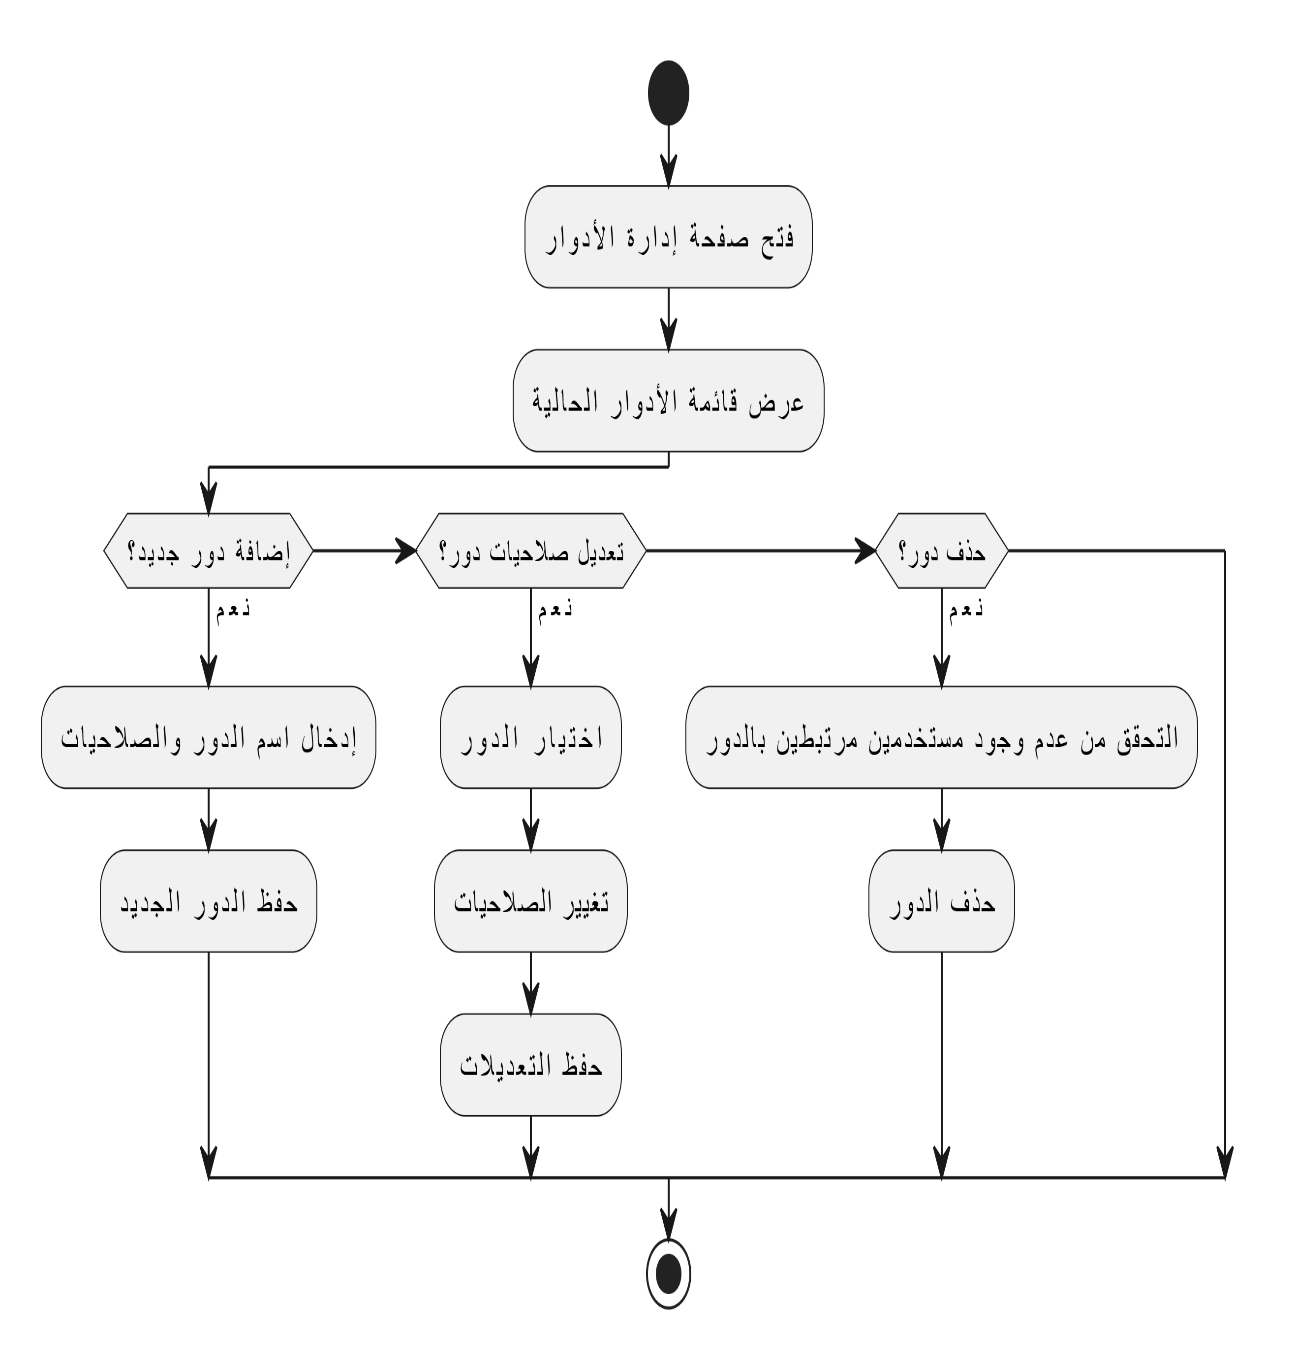 فتح صفحة إدارة الأدوار
عرض قائمة الأدوار الحالية
إضافة دور جديد؟
تعديل صلاحيات دور؟
حذف دور؟
نعم
نعم
نعم
إدخال اسم الدور والصلاحيات
اختيار الدور
التحقق من عدم وجود مستخدمين مرتبطين بالدور
حفظ الدور الجديد
تغيير الصلاحيات
حذف الدور
حفظ التعديلات